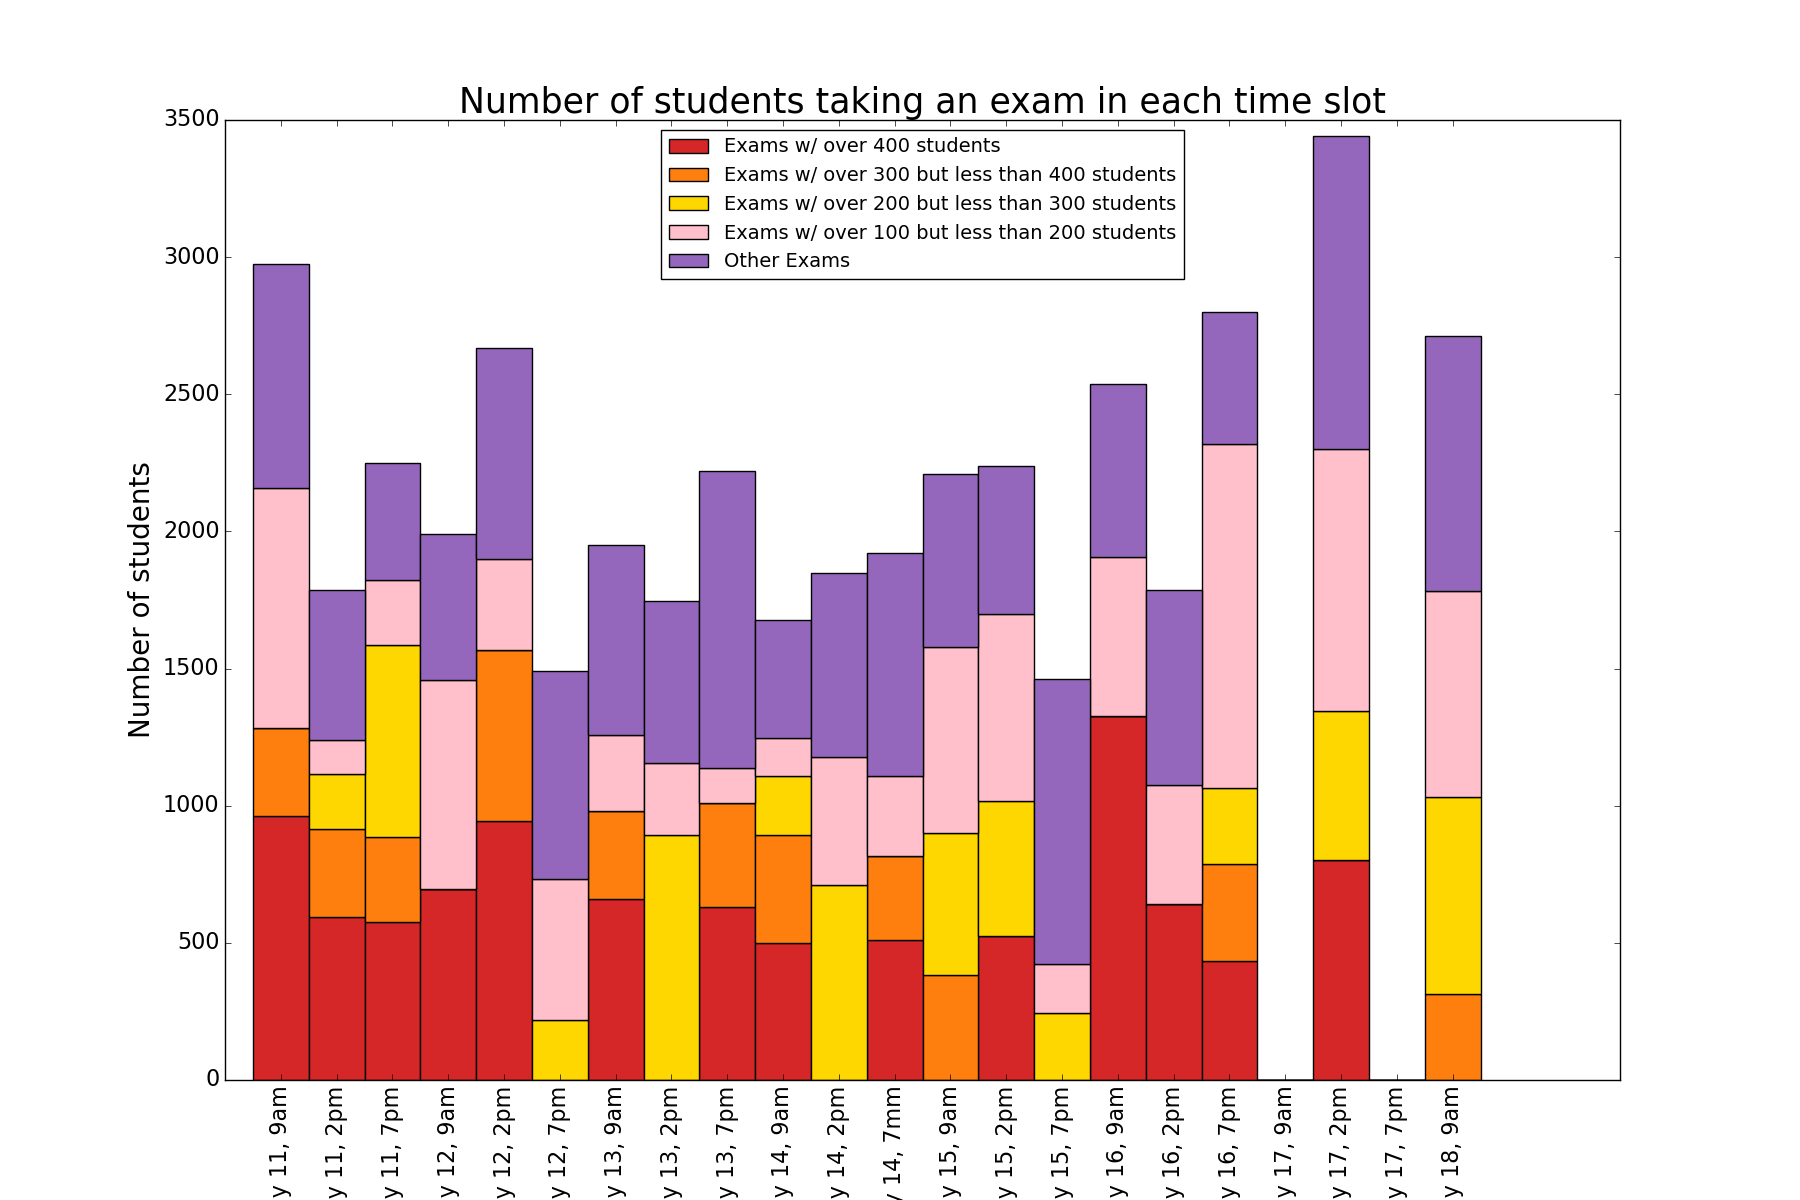 Number of students taking an exam in each time slot
Exams w/ over 400 students
Exams w/ over 300 but less than 400 students
Exams w/ over 200 but less than 300 students
Exams w/ over 100 but less than 200 students
Other Exams
3500
3000
2500
2000
1500
1000
500
0
Number of students
y 11, 9am
y 11, 2pm
y 11, 7pm
y 12, 9am
y 12, 2pm
y 12, 7pm
y 13, 9am
y 13, 2pm
y 13, 7pm
y 14, 9am
y 14, 2pm
y 14, 7mm
y 15, 9am
y 15, 2pm
y 15, 7pm
y 16, 9am
y 16, 2pm
y 16, 7pm
y 17, 9am
y 17, 2pm
y 17, 7pm
y 18, 9am